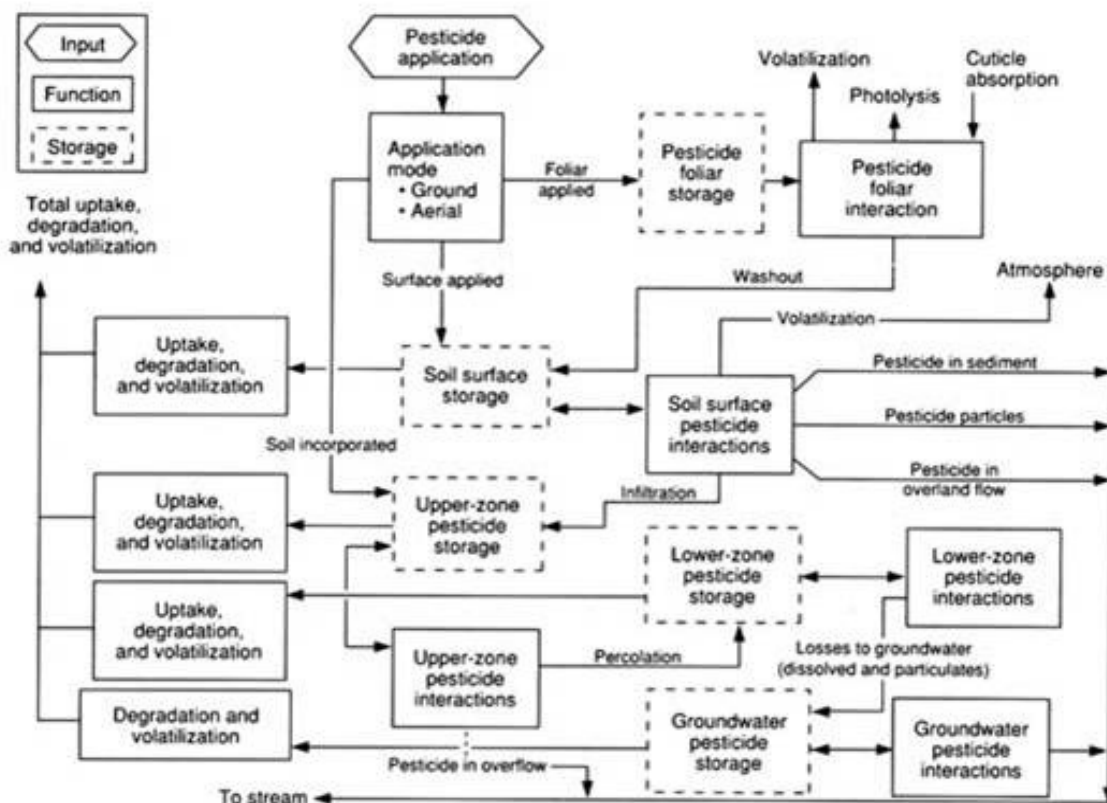 Input
Function
Storage
Pesticide
application
Volatilization
Cuticle
absorption
Photolysis
Application
mode
• Ground
• Aerial
Foliar
applied
Pesticide
foliar
storage
Pesticide
foliar
interaction
Total uptake,
degradation,
and volatilization
Surface applied
Washout
Atmosphere
Volatilization
Uptake,
degradation,
and volatilization
Soil surface
storage
Soil surface
pesticide
interactions
Pesticide in sediment
Pesticide particles
Pesticide in
overland flow
Soil incorporated
Infiltration
Uptake,
degradation,
and volatilization
Upper-zone
pesticide
storage
Lower-zone
pesticide
storage
Lower-zone
pesticide
interactions
Uptake,
degradation,
and volatilization
Upper-zone
pesticide
interactions
Percolation
Losses to groundwater
(dissolved and particulates)
Degradation and
volatilization
Groundwater
pesticide
storage
Groundwater
pesticide
interactions
Pesticide in overflow
To stream